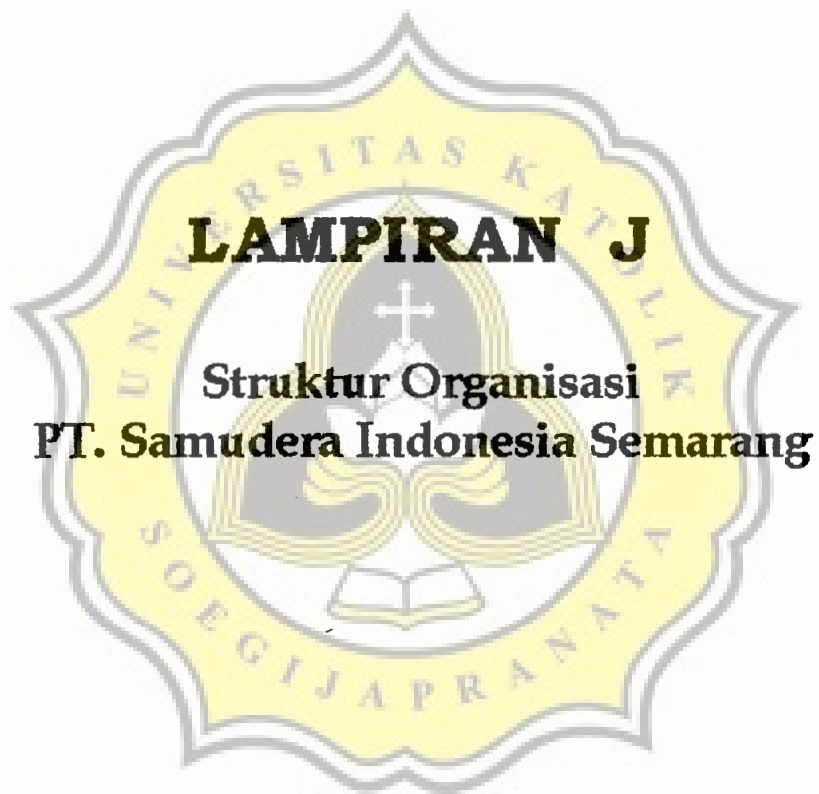 LAMPIRAN J
Struktur Organisasi
PT. Samudera Indonesia Semarang
UNIVERSITAS KATOLIK
SOEGIJAPRANATA